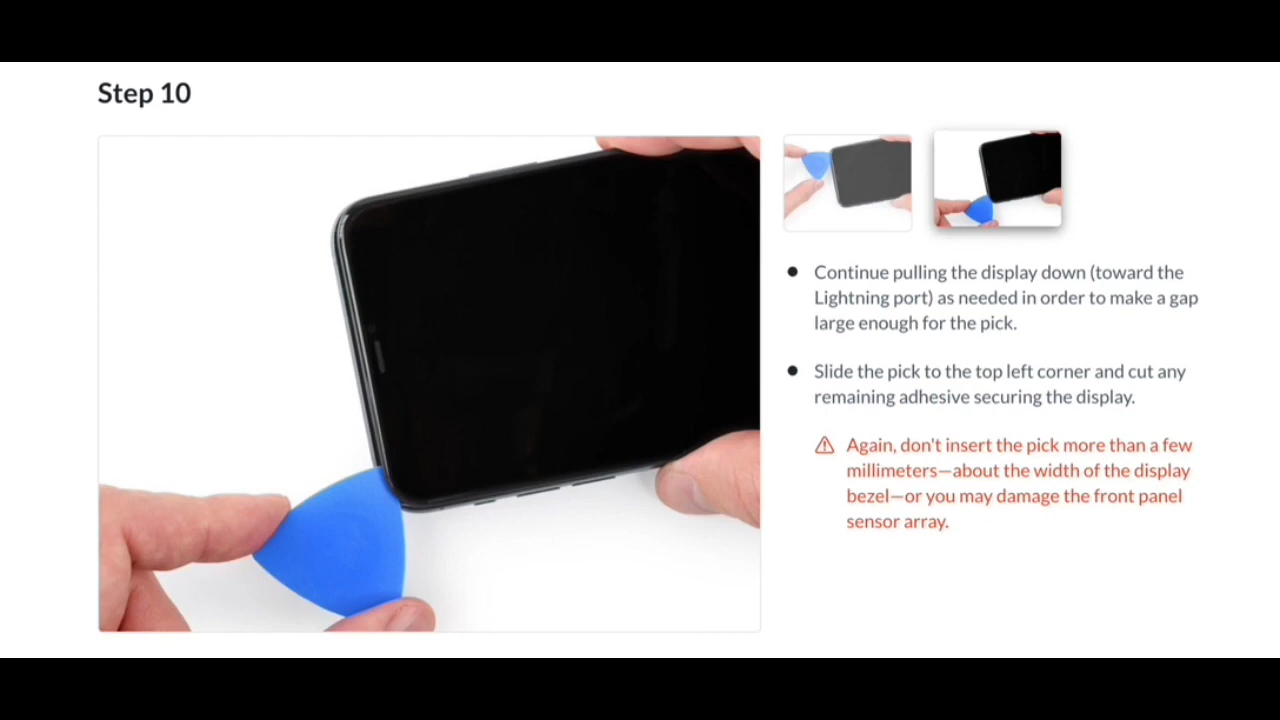 Step 10
Continue pulling the display down (toward the
Lightning port) as needed in order to make a gap
large enough for the pick.
Slide the pick to the top left corner and cut any
remaining adhesive securing the display.
Again, don't insert the pick more than a few
millimeters—about the width of the display
bezel—or you may damage the front panel
sensor array.